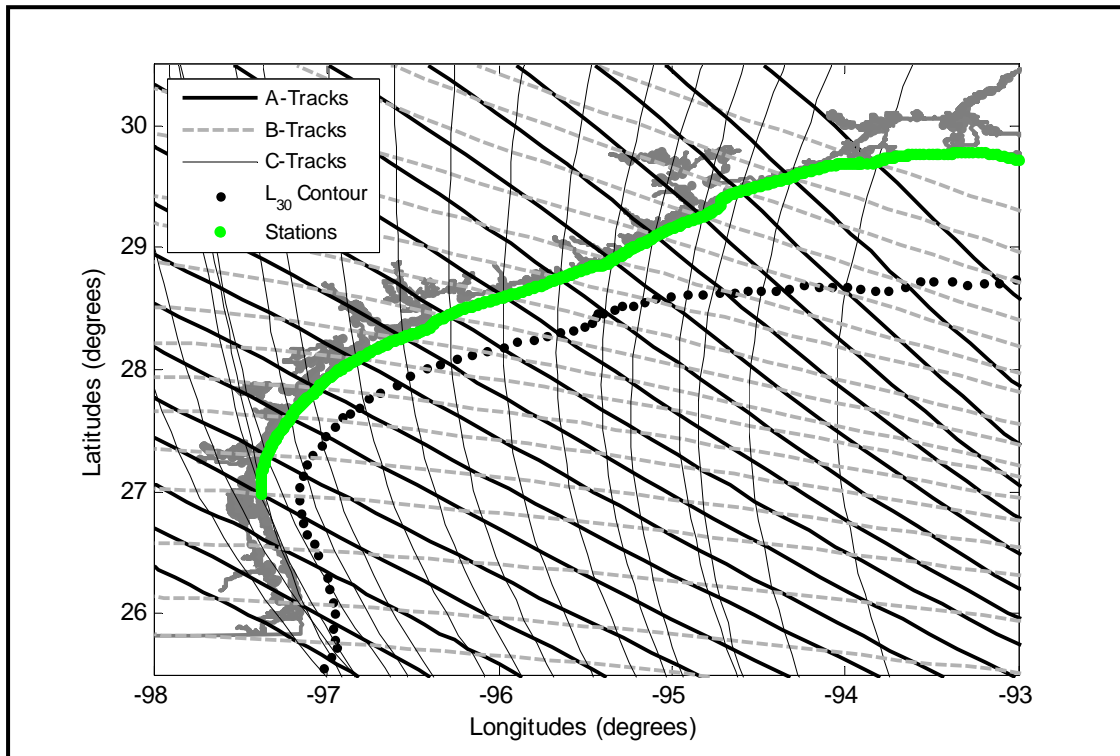 A-Tracks
B-Tracks
C-Tracks
L30 Contour
Stations
30
29
28
27
26
Latitudes (degrees)
-98 -97 -96 -95 -94 -93
Longitudes (degrees)